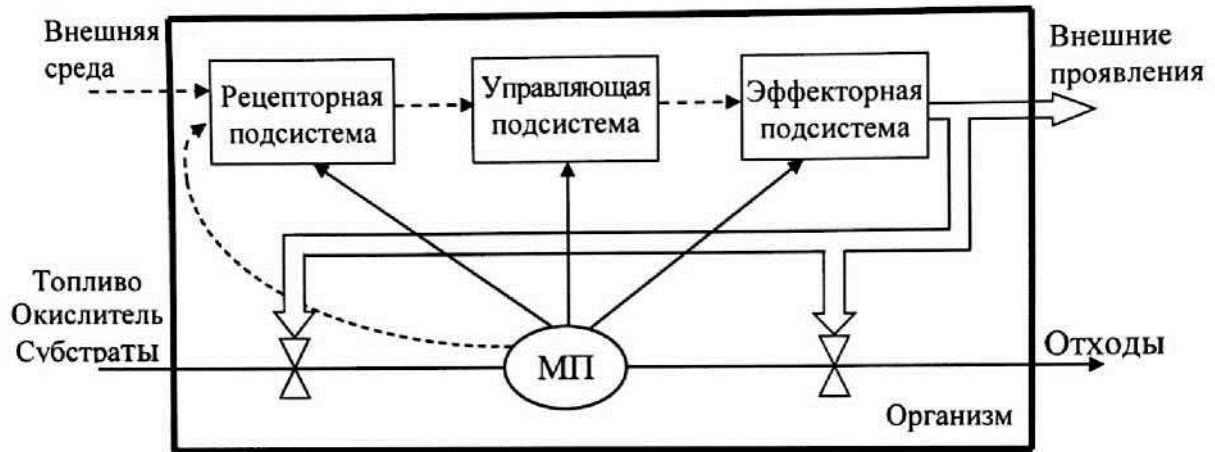 Внешняя
среда
Рецепторная
подсистема
Управляющая
подсистема
Эффекторная
подсистема
Внешние
проявления
Топливо
Окислитель
Субстраты
МП
Отходы
Организм